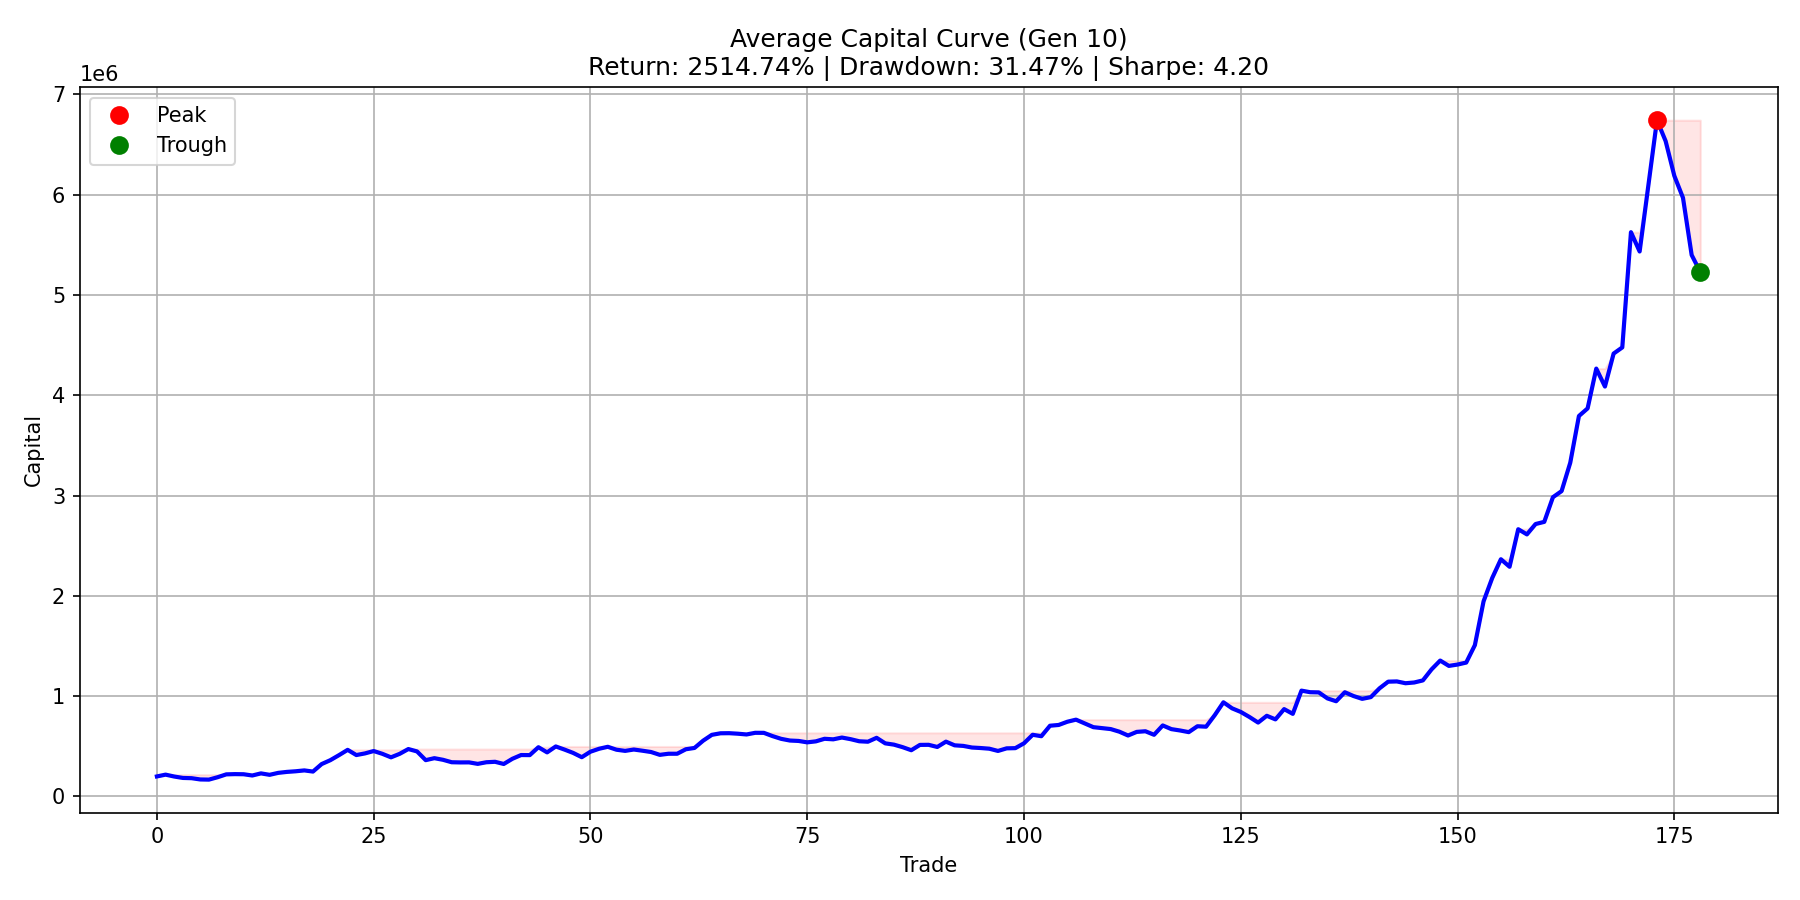 Average Capital Curve (Gen 10)
Return: 2514.74% | Drawdown: 31.47% | Sharpe: 4.20
1e6
7
6
5
4
3
2
1
0
Capital
Peak
Trough
0 25 50 75 100 125 150 175
Trade